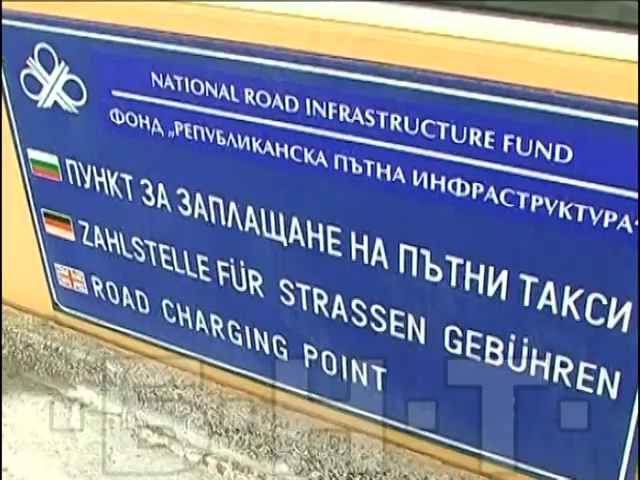 NATIONAL ROAD INFRASTRUCTURE FUND
ФОНД „РЕПУБЛИКАНСКА ПЪТНА ИНФРАСТРУКТУРА"
ПУНКТ ЗА ЗАПЛАЩАНЕ НА ПЪТНИ ТАКСИ
ZAHLSTELLE FÜR STRASSEN GEBÜHREN
ROAD CHARGING POINT
·B·H·T·